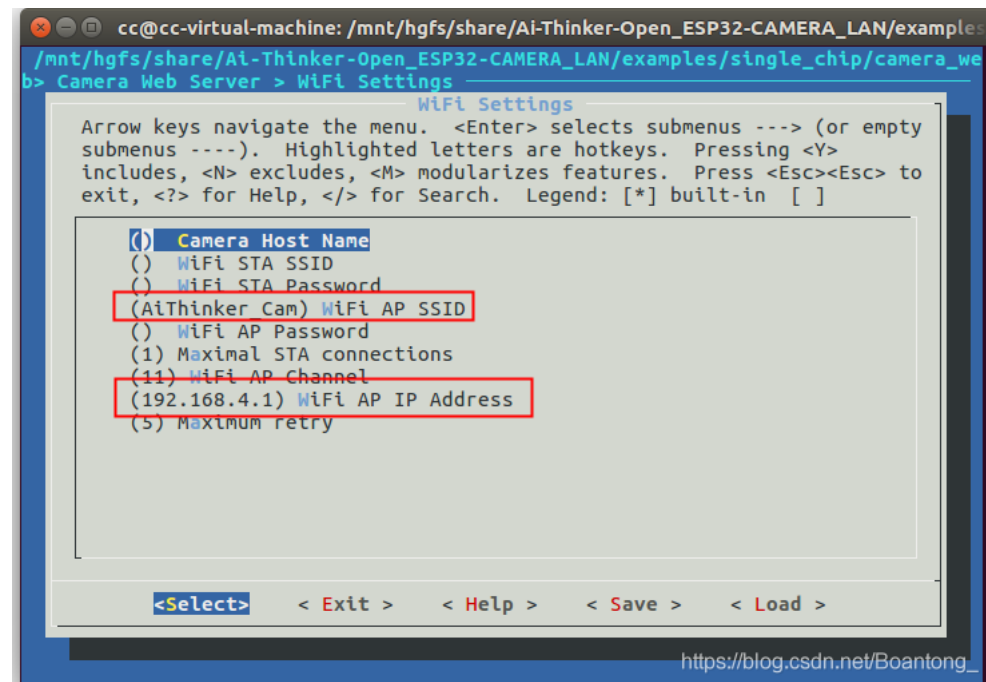 cc@cc-virtual-machine: /mnt/hgfs/share/Ai-Thinker-Open_ESP32-CAMERA_LAN/examples
/mnt/hgfs/share/Ai-Thinker-Open_ESP32-CAMERA_LAN/examples/single_chip/camera_we
b> Camera Web Server > WiFi Settings
WiFi Settings
Arrow keys navigate the menu.  <Enter> selects submenus ---> (or empty
submenus ----).  Highlighted letters are hotkeys.  Pressing <Y>
includes, <N> excludes, <M> modularizes features.  Press <Esc><Esc> to
exit, <?> for Help, </> for Search.  Legend: [*] built-in  [ ]
()  Camera Host Name
()  WiFi STA SSID
()  WiFi STA Password
(AiThinker_Cam) WiFi AP SSID
()  WiFi AP Password
(1) Maximal STA connections
(11) WiFi AP Channel
(192.168.4.1) WiFi AP IP Address
(5) Maximum retry
<Select>    < Exit >    < Help >    < Save >    < Load >
https://blog.csdn.net/Boantong_